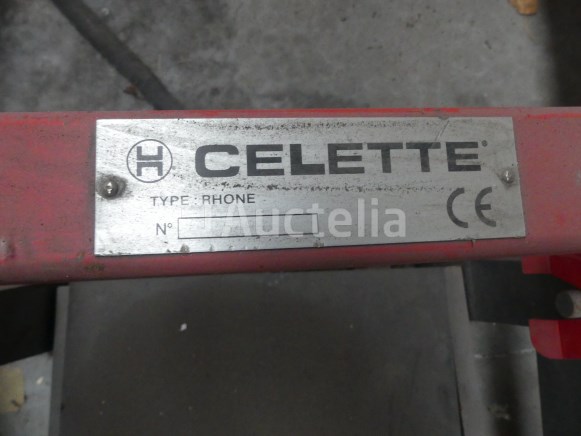 CELETTE
TYPE : RHONE
N°
CE
Auctelia